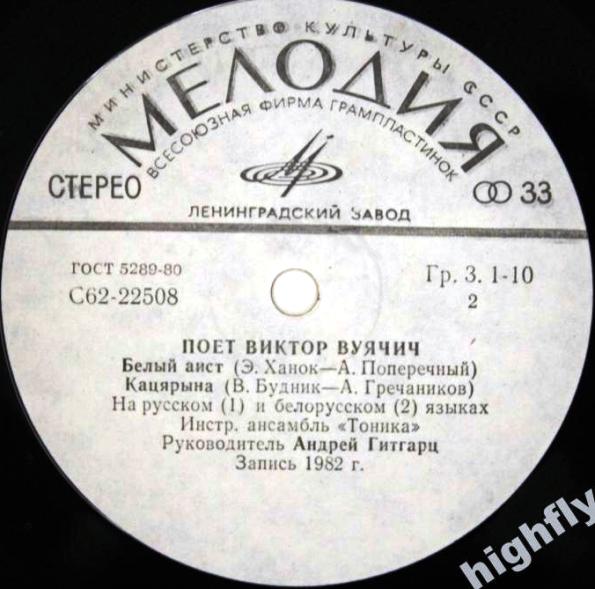 МИНИСТЕРСТВО КУЛЬТУРЫ СССР
МЕЛОДИЯ
ВСЕСОЮЗНАЯ ФИРМА ГРАМПЛАСТИНОК
СТЕРЕО
33
ЛЕНИНГРАДСКИЙ ЗАВОД
ГОСТ 5289-80
Гр. 3. 1-10
С62-22508
2
ПОЕТ ВИКТОР ВУЯЧИЧ
Белый аист (Э. Ханок—А. Поперечный)
Кацярына (В. Будник—А. Гречаников)
На русском (1) и белорусском (2) языках
Инстр. ансамбль «Тоника»
Руководитель Андрей Гитгарц
Запись 1982 г.
highfly